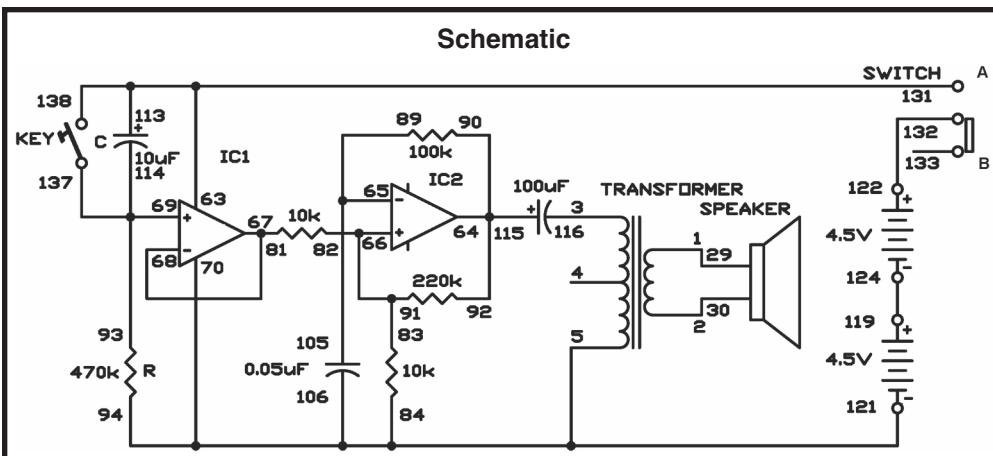 Schematic
SWITCH A
138 131
113
KEY C + 89 90 132
10uF IC1 100k 133 B
114 IC2
137 63 65 - 100uF TRANSFORMER 122
69 + 67 10k + 3 SPEAKER +
- 81 82 66 + 64 115 116 1 29 4.5V
68 70 220k 4 -
91 92 30 124
93 105 83 5 2 119
470k R 0.05uF 10k +
94 106 84 4.5V
-
121